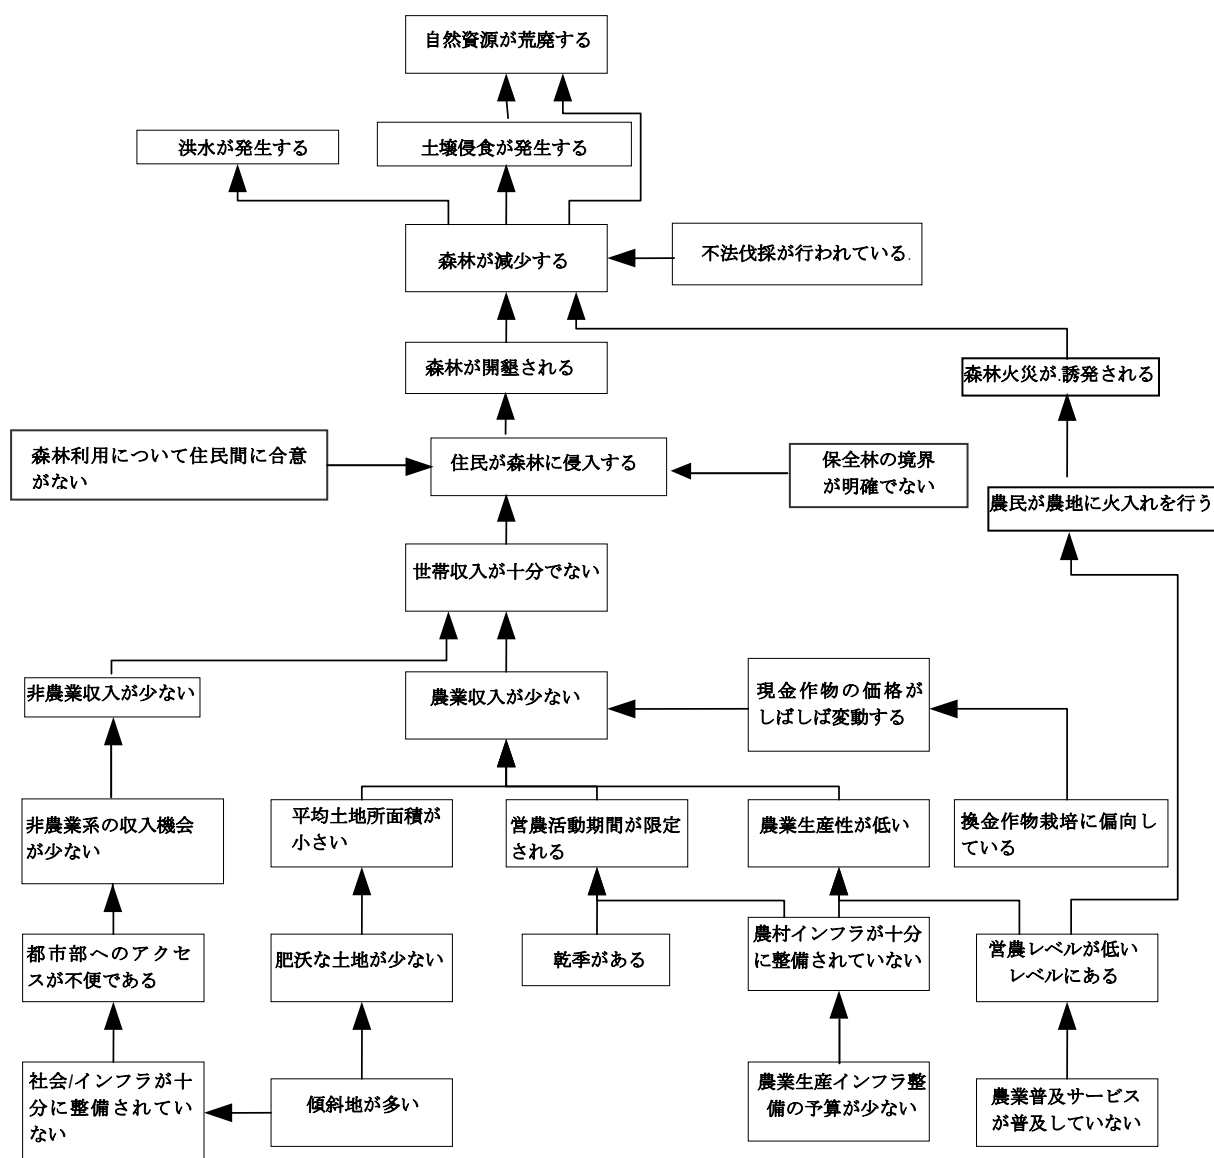 自然資源が荒廃する
洪水が発生する
土壌侵食が発生する
森林が減少する
不法伐採が行われている.
森林が開墾される
森林火災が.誘発される
森林利用について住民間に合意
がない
住民が森林に侵入する
保全林の境界
が明確でない
農民が農地に火入れを行う
世帯収入が十分でない
非農業収入が少ない
農業収入が少ない
現金作物の価格が
しばしば変動する
非農業系の収入機会
が少ない
平均土地所面積が
小さい
営農活動期間が限定
される
農業生産性が低い
換金作物栽培に偏向し
ている
都市部へのアクセ
スが不便である
肥沃な土地が少ない
乾季がある
農村インフラが十分
に整備されていない
営農レベルが低い
レベルにある
社会/インフラが十
分に整備されてい
ない
傾斜地が多い
農業生産インフラ整
備の予算が少ない
農業普及サービス
が普及していない